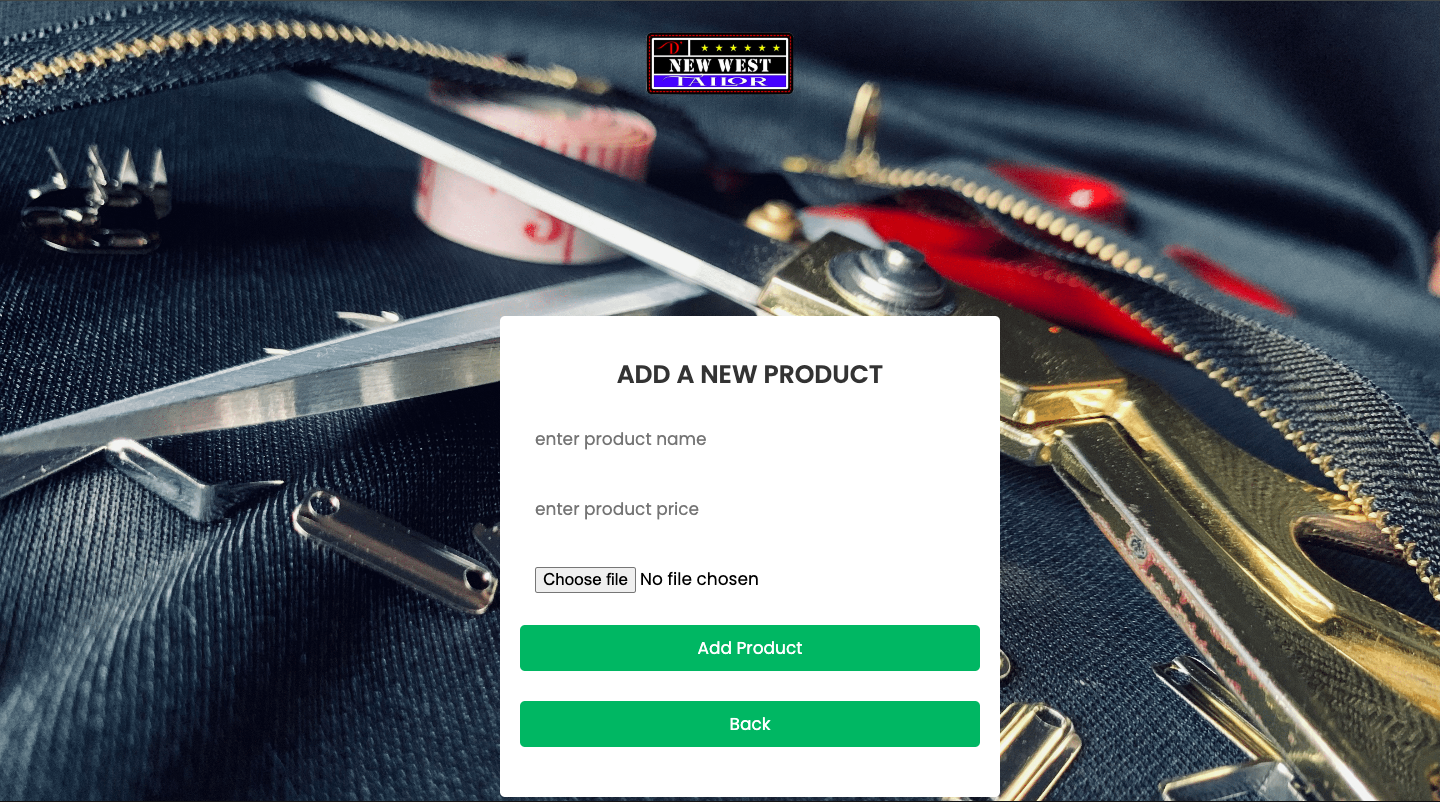 D'
NEW WEST
TAILOR
ADD A NEW PRODUCT
enter product name
enter product price
Choose file No file chosen
Add Product
Back